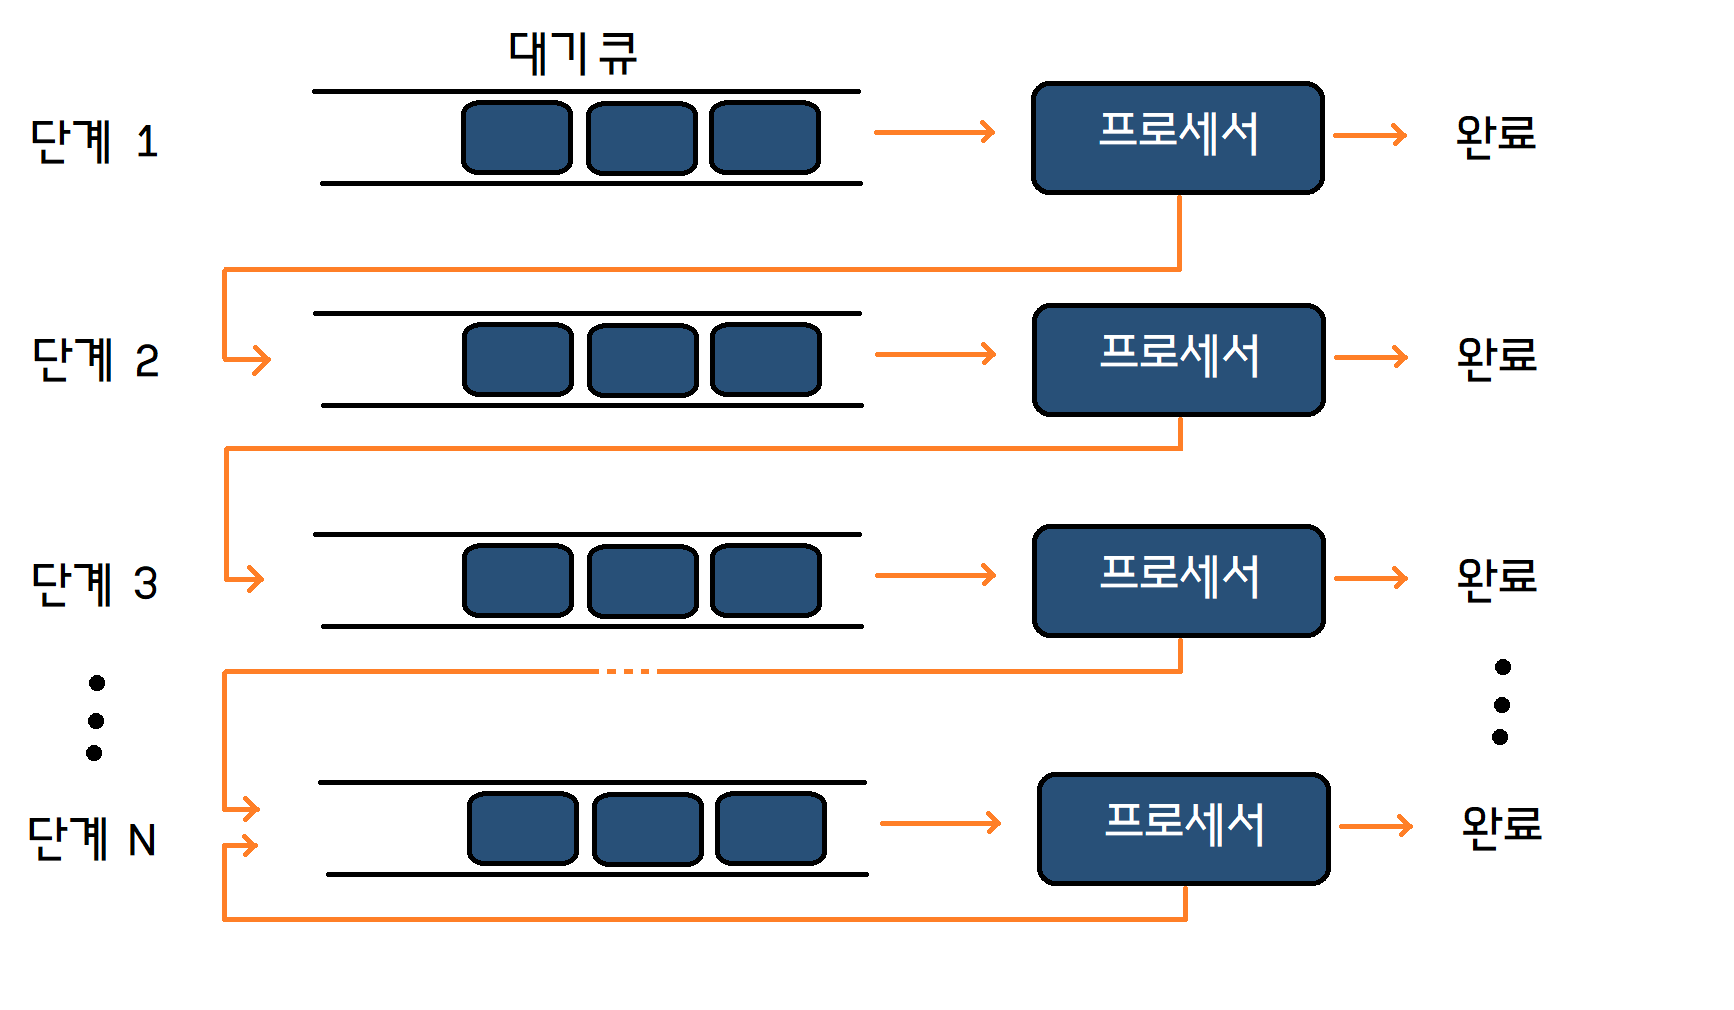 대기 큐
단계 1 프로세서 완료
단계 2 프로세서 완료
단계 3 프로세서 완료
단계 N 프로세서 완료